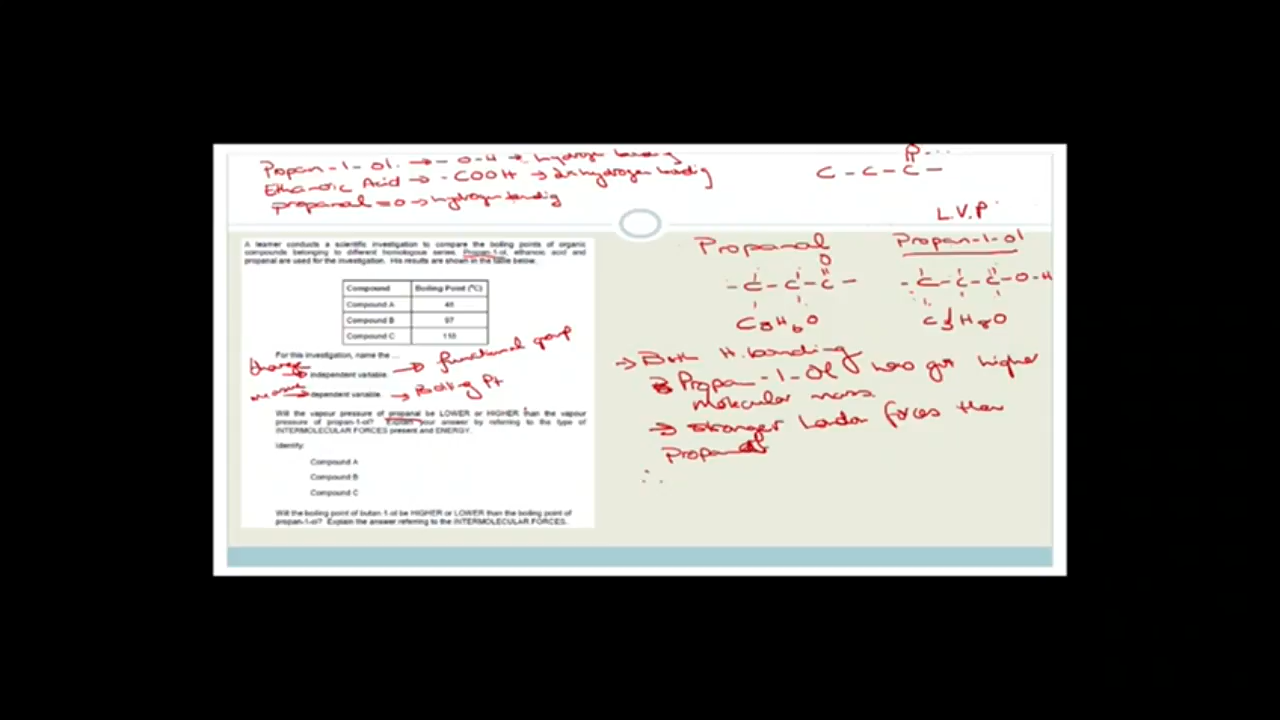 Propan-1-ol. → - O-H → hydrogen bonding
Ethanoic Acid → - COOH → 2x hydrogen bonding
propanal = O → hydrogen bonding
C - C - C -
L.V.P
A learner conducts a scientific investigation to compare the boiling points of organic
compounds belonging to different homologous series. Propan-1-ol, ethanoic acid and
propanal are used for the investigation. His results are shown in the table below.
Compound Boiling Point (°C)
Compound A 48
Compound B 97
Compound C 118
For this investigation, name the ...
change → independent variable. → functional group
measure → dependent variable. → Boiling Pt
Will the vapour pressure of propanal be LOWER or HIGHER than the vapour
pressure of propan-1-ol? Explain your answer by referring to the type of
INTERMOLECULAR FORCES present and ENERGY.
Identify:
Compound A
Compound B
Compound C
Will the boiling point of butan-1-ol be HIGHER or LOWER than the boiling point of
propan-1-ol? Explain the answer referring to the INTERMOLECULAR FORCES.
Propanal
O
- C - C - C -
C3H6O
Propan-1-ol
- C - C - C - O - H
C3H8O
→ Both H. bonding
Propan-1-Ol has got higher
molecular mass.
→ stronger London forces than
Propanal
∴